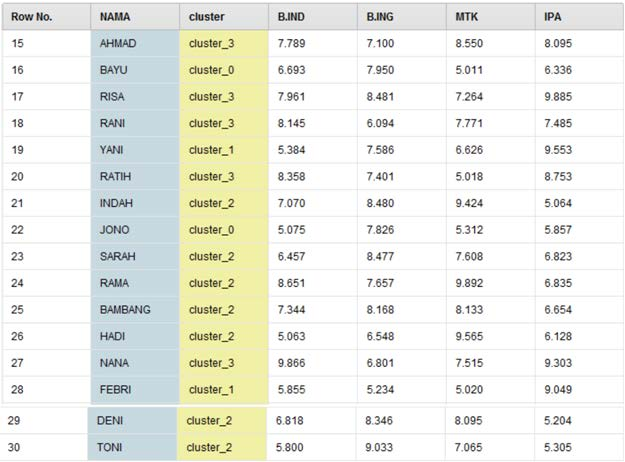 Row No. NAMA cluster B.IND B.ING MTK IPA
15 AHMAD cluster_3 7.789 7.100 8.550 8.095
16 BAYU cluster_0 6.693 7.950 5.011 6.336
17 RISA cluster_3 7.961 8.481 7.264 9.885
18 RANI cluster_3 8.145 6.094 7.771 7.485
19 YANI cluster_1 5.384 7.586 6.626 9.553
20 RATIH cluster_3 8.358 7.401 5.018 8.753
21 INDAH cluster_2 7.070 8.480 9.424 5.064
22 JONO cluster_0 5.075 7.826 5.312 5.857
23 SARAH cluster_2 6.457 8.477 7.608 6.823
24 RAMA cluster_2 8.651 7.657 9.892 6.835
25 BAMBANG cluster_2 7.344 8.168 8.133 6.654
26 HADI cluster_2 5.063 6.548 9.565 6.128
27 NANA cluster_3 9.866 6.801 7.515 9.303
28 FEBRI cluster_1 5.855 5.234 5.020 9.049
29 DENI cluster_2 6.818 8.346 8.095 5.204
30 TONI cluster_2 5.800 9.033 7.065 5.305